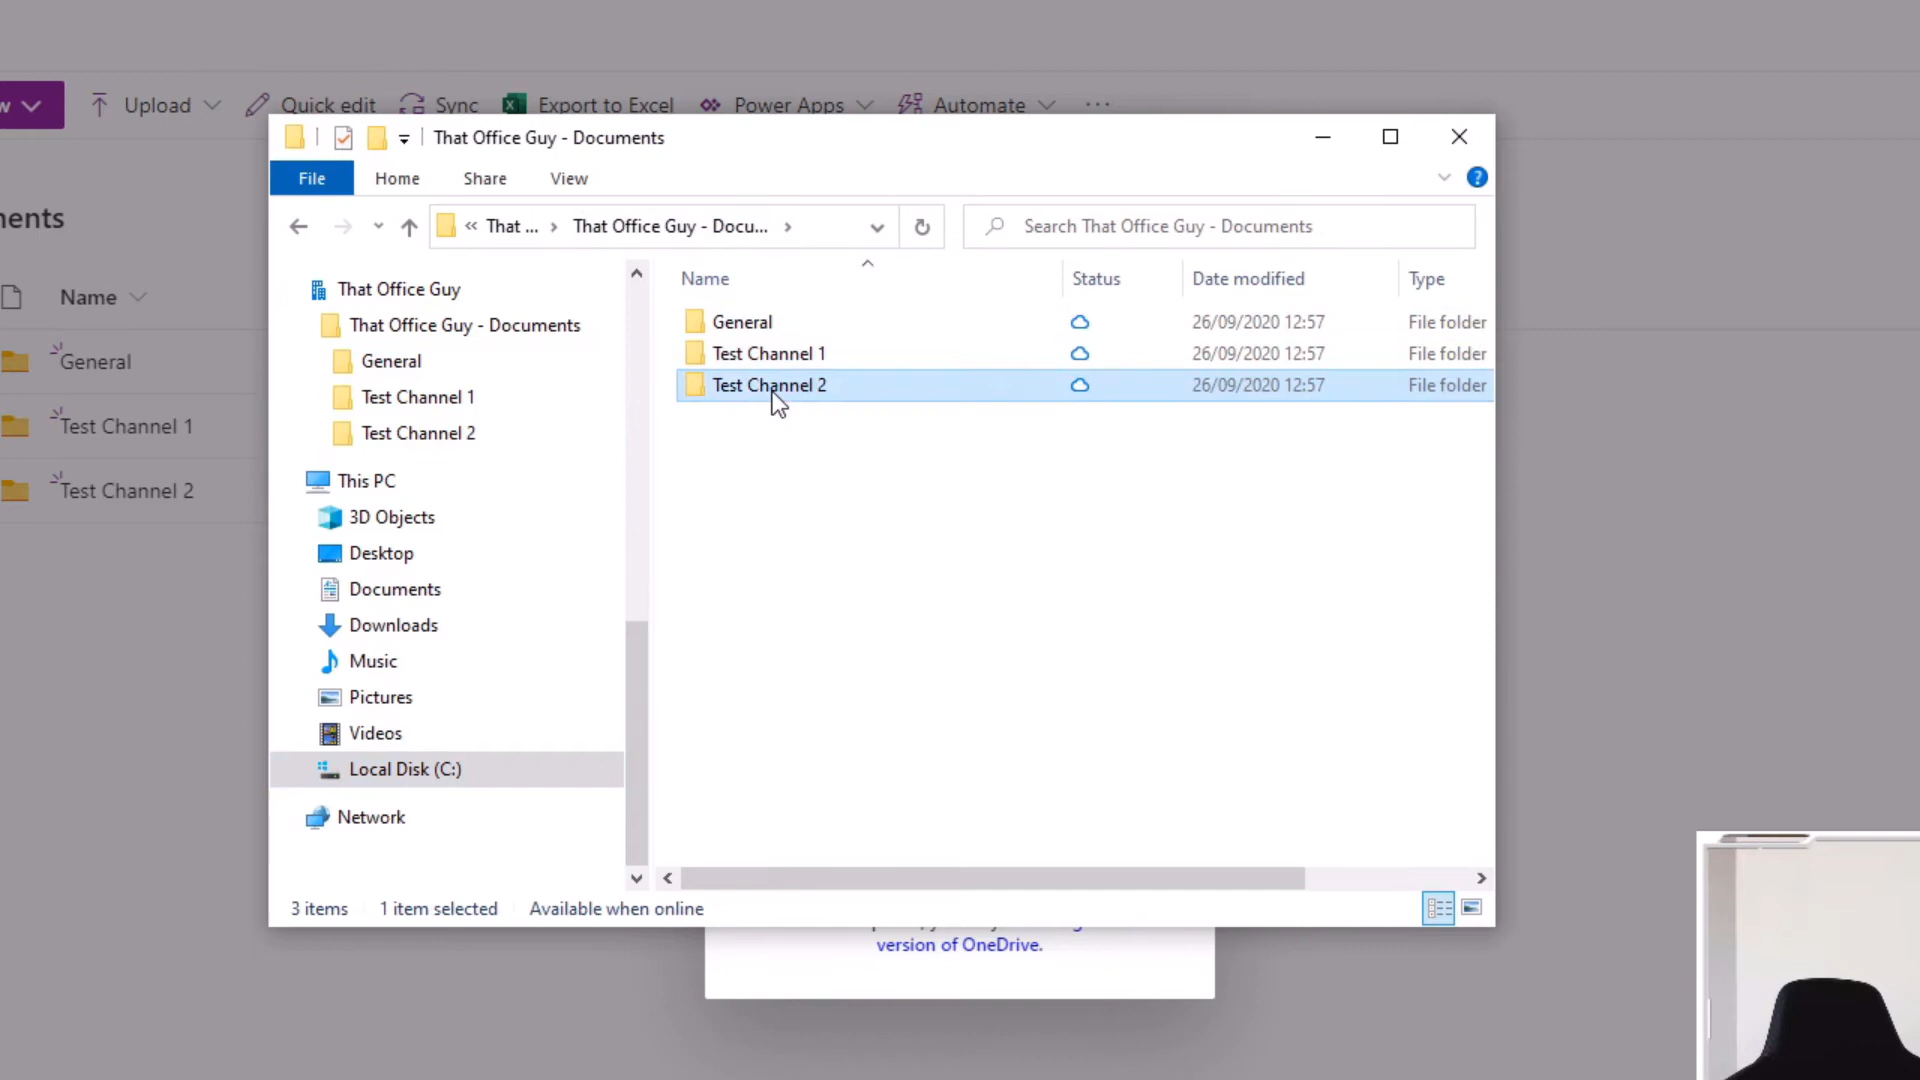 Upload
Quick edit
Sync
Export to Excel
Power Apps
Automate
...
That Office Guy - Documents
File
Home
Share
View
?
« That ... › That Office Guy - Docu... ›
Search That Office Guy - Documents
Name
General
Test Channel 1
Test Channel 2
That Office Guy
That Office Guy - Documents
General
Test Channel 1
Test Channel 2
This PC
3D Objects
Desktop
Documents
Downloads
Music
Pictures
Videos
Local Disk (C:)
Network
Name Status Date modified Type
General 26/09/2020 12:57 File folder
Test Channel 1 26/09/2020 12:57 File folder
Test Channel 2 26/09/2020 12:57 File folder
3 items 1 item selected Available when online
version of OneDrive.